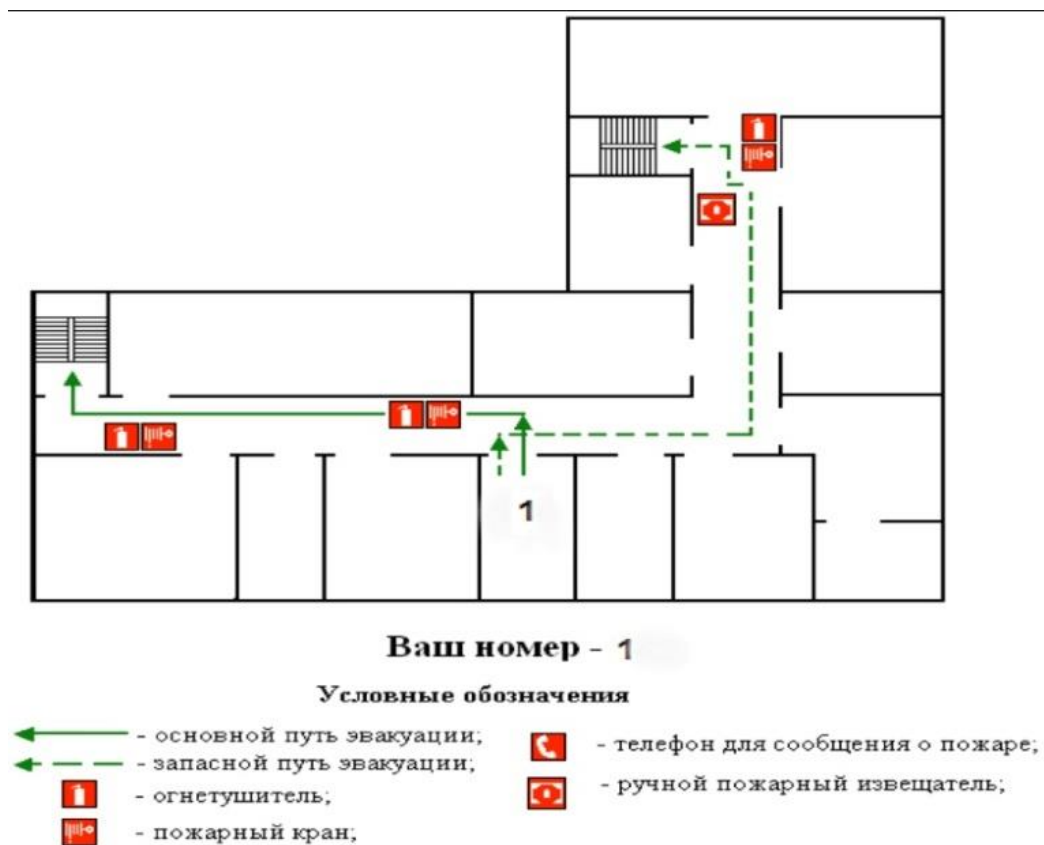 1
Ваш номер - 1
Условные обозначения
- основной путь эвакуации;
- запасной путь эвакуации;
- огнетушитель;
- пожарный кран;
- телефон для сообщения о пожаре;
- ручной пожарный извещатель;